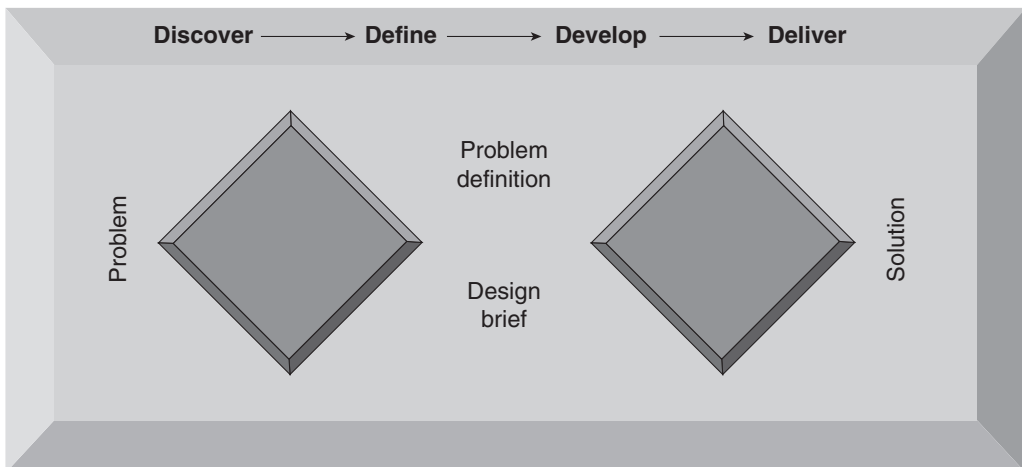 Discover Define Develop Deliver
Problem
Problem
definition
Design
brief
Solution